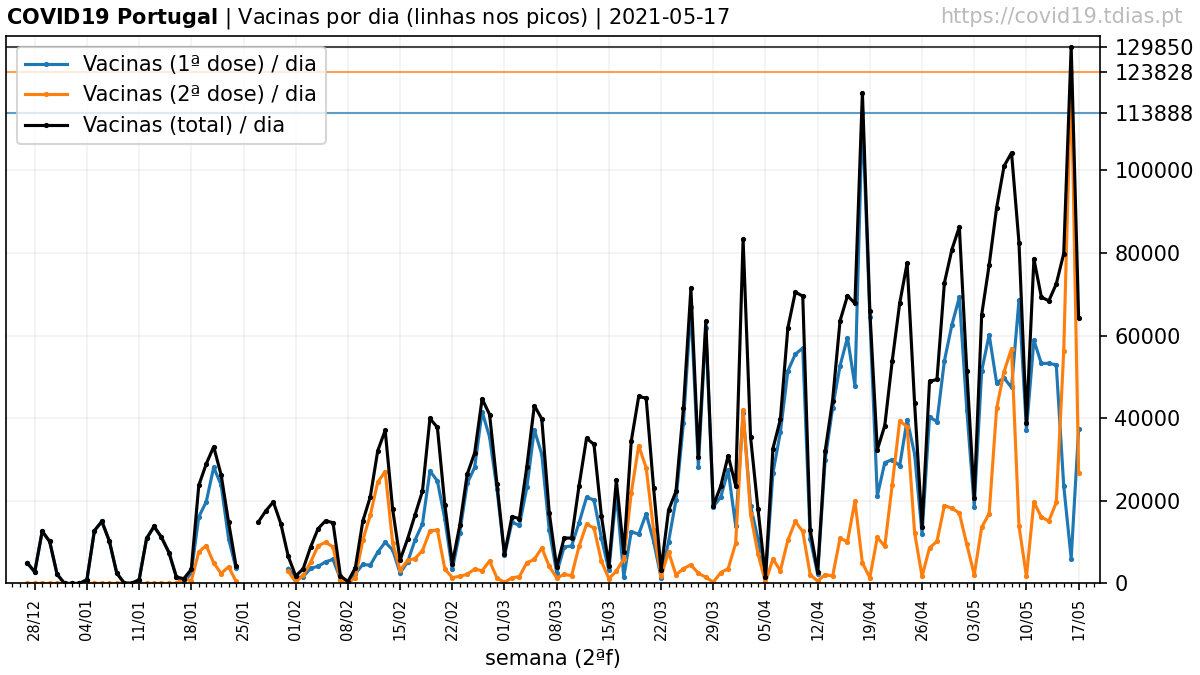 COVID19 Portugal | Vacinas por dia (linhas nos picos) | 2021-05-17
https://covid19.tdias.pt
Vacinas (1ª dose) / dia
Vacinas (2ª dose) / dia
Vacinas (total) / dia
129850
123828
113888
100000
80000
60000
40000
20000
0
28/12 04/01 11/01 18/01 25/01 01/02 08/02 15/02 22/02 01/03 08/03 15/03 22/03 29/03 05/04 12/04 19/04 26/04 03/05 10/05 17/05
semana (2ªf)